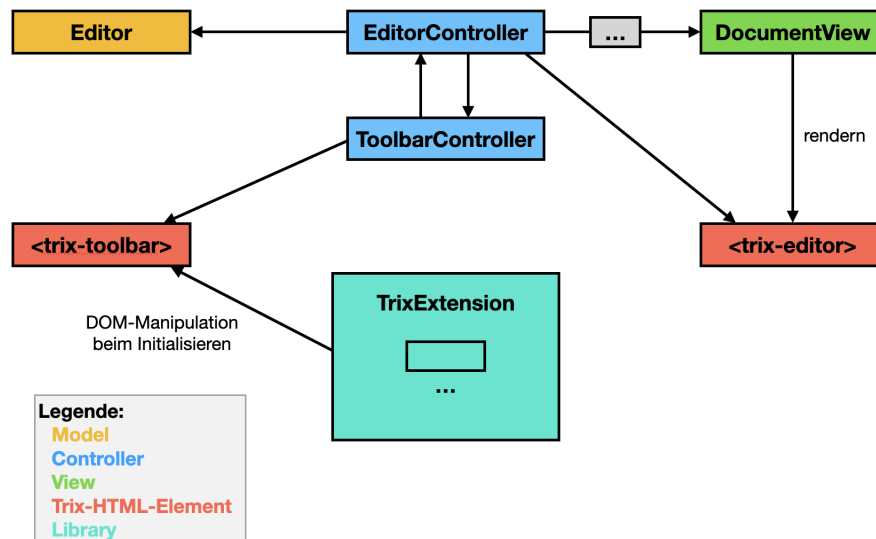 Editor
EditorController
...
DocumentView
ToolbarController
rendern
<trix-toolbar>
<trix-editor>
TrixExtension
...
DOM-Manipulation
beim Initialisieren
Legende:
Model
Controller
View
Trix-HTML-Element
Library